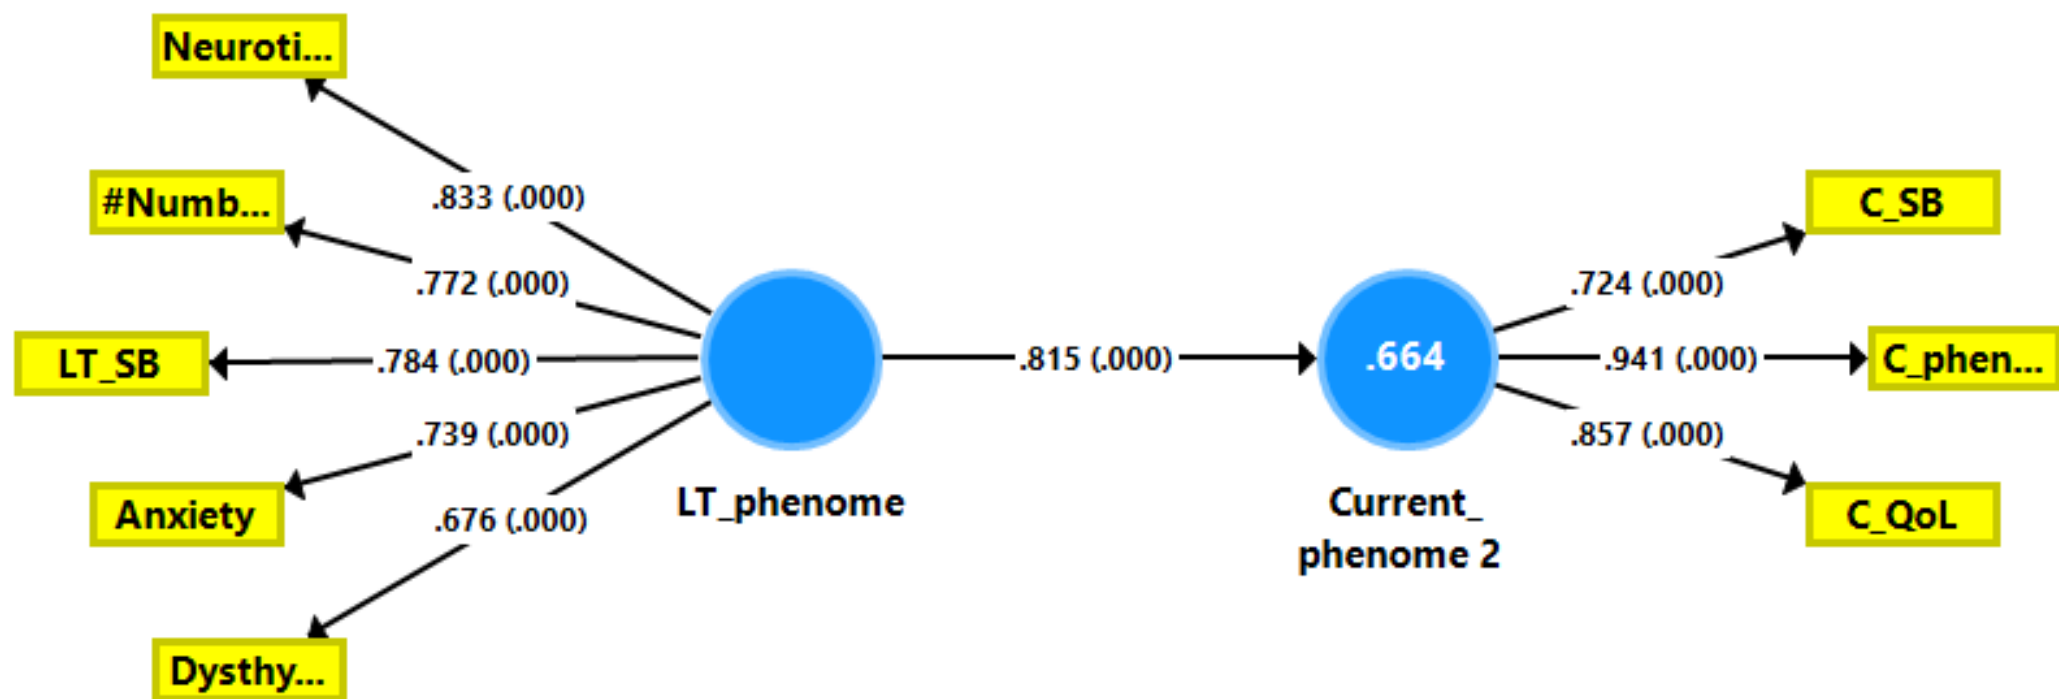 Neuroti...
#Numb...
LT_SB
Anxiety
Dysthy...
.833 (.000)
.772 (.000)
.784 (.000)
.739 (.000)
.676 (.000)
LT_phenome
.815 (.000)
.664
Current_
phenome 2
.724 (.000)
.941 (.000)
.857 (.000)
C_SB
C_phen...
C_QoL